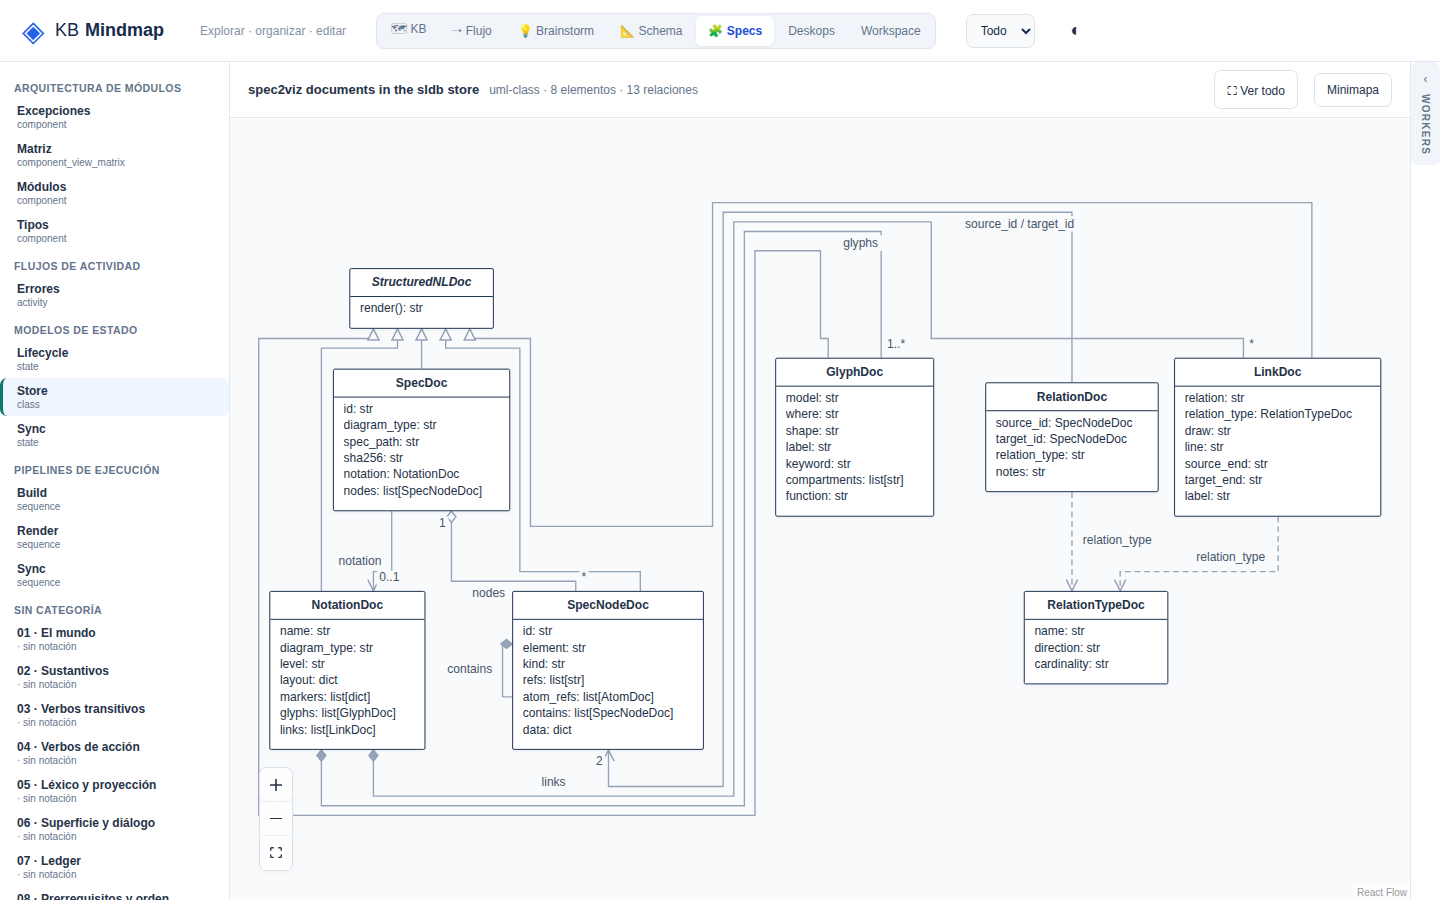 KB Mindmap
Explorar · organizar · editar
KB
Flujo
Brainstorm
Schema
Specs
Deskops
Workspace
Todo
ARQUITECTURA DE MÓDULOS
Excepciones
component
Matriz
component_view_matrix
Módulos
component
Tipos
component
FLUJOS DE ACTIVIDAD
Errores
activity
MODELOS DE ESTADO
Lifecycle
state
Store
class
Sync
state
PIPELINES DE EJECUCIÓN
Build
sequence
Render
sequence
Sync
sequence
SIN CATEGORÍA
01 · El mundo
· sin notación
02 · Sustantivos
· sin notación
03 · Verbos transitivos
· sin notación
04 · Verbos de acción
· sin notación
05 · Léxico y proyección
· sin notación
06 · Superficie y diálogo
· sin notación
07 · Ledger
· sin notación
08 · Prerrequisitos y orden
spec2viz documents in the sldb store
uml-class · 8 elementos · 13 relaciones
Ver todo
Minimapa
WORKERS
source_id / target_id
glyphs
StructuredNLDoc
render(): str
1..*
*
SpecDoc
id: str
diagram_type: str
spec_path: str
sha256: str
notation: NotationDoc
nodes: list[SpecNodeDoc]
GlyphDoc
model: str
where: str
shape: str
label: str
keyword: str
compartments: list[str]
function: str
RelationDoc
source_id: SpecNodeDoc
target_id: SpecNodeDoc
relation_type: str
notes: str
LinkDoc
relation: str
relation_type: RelationTypeDoc
draw: str
line: str
source_end: str
target_end: str
label: str
1
notation
0..1
*
nodes
relation_type
relation_type
NotationDoc
name: str
diagram_type: str
level: str
layout: dict
markers: list[dict]
glyphs: list[GlyphDoc]
links: list[LinkDoc]
contains
SpecNodeDoc
id: str
element: str
kind: str
refs: list[str]
atom_refs: list[AtomDoc]
contains: list[SpecNodeDoc]
data: dict
RelationTypeDoc
name: str
direction: str
cardinality: str
2
links
React Flow